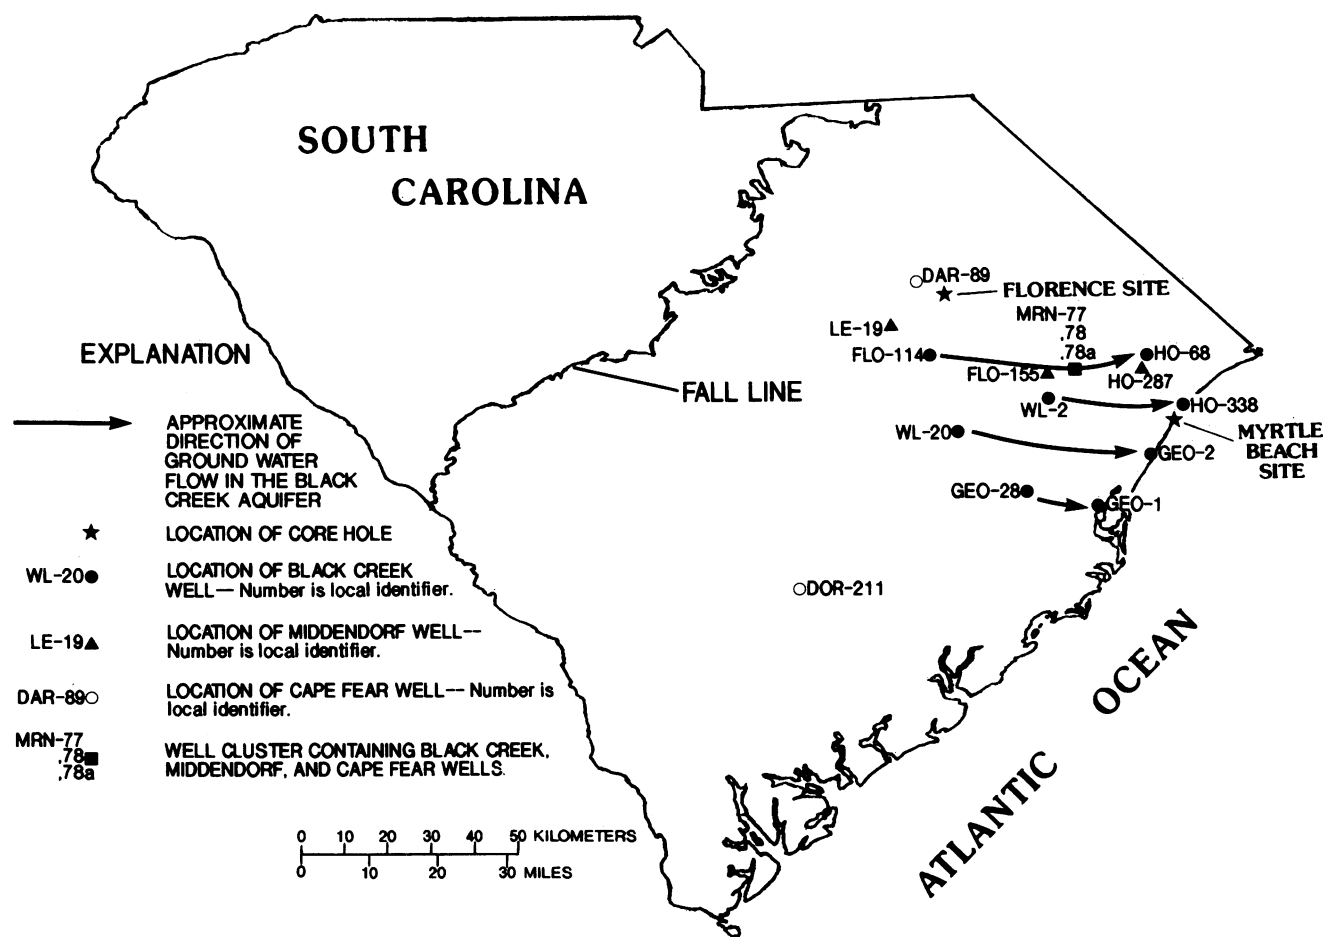 SOUTH
CAROLINA
DAR-89
FLORENCE SITE
MRN-77
,78
,78a
LE-19
FLO-114
HO-68
FLO-155
HO-287
WL-2
HO-338
WL-20
MYRTLE
BEACH
SITE
GEO-2
GEO-28
GEO-1
DOR-211
FALL LINE
ATLANTIC OCEAN
EXPLANATION
APPROXIMATE
DIRECTION OF
GROUND WATER
FLOW IN THE BLACK
CREEK AQUIFER
LOCATION OF CORE HOLE
WL-20
LOCATION OF BLACK CREEK
WELL— Number is local identifier.
LE-19
LOCATION OF MIDDENDORF WELL--
Number is local identifier.
DAR-89
LOCATION OF CAPE FEAR WELL-- Number is
local identifier.
MRN-77
,78
,78a
WELL CLUSTER CONTAINING BLACK CREEK,
MIDDENDORF, AND CAPE FEAR WELLS.
0 10 20 30 40 50 KILOMETERS
0 10 20 30 MILES